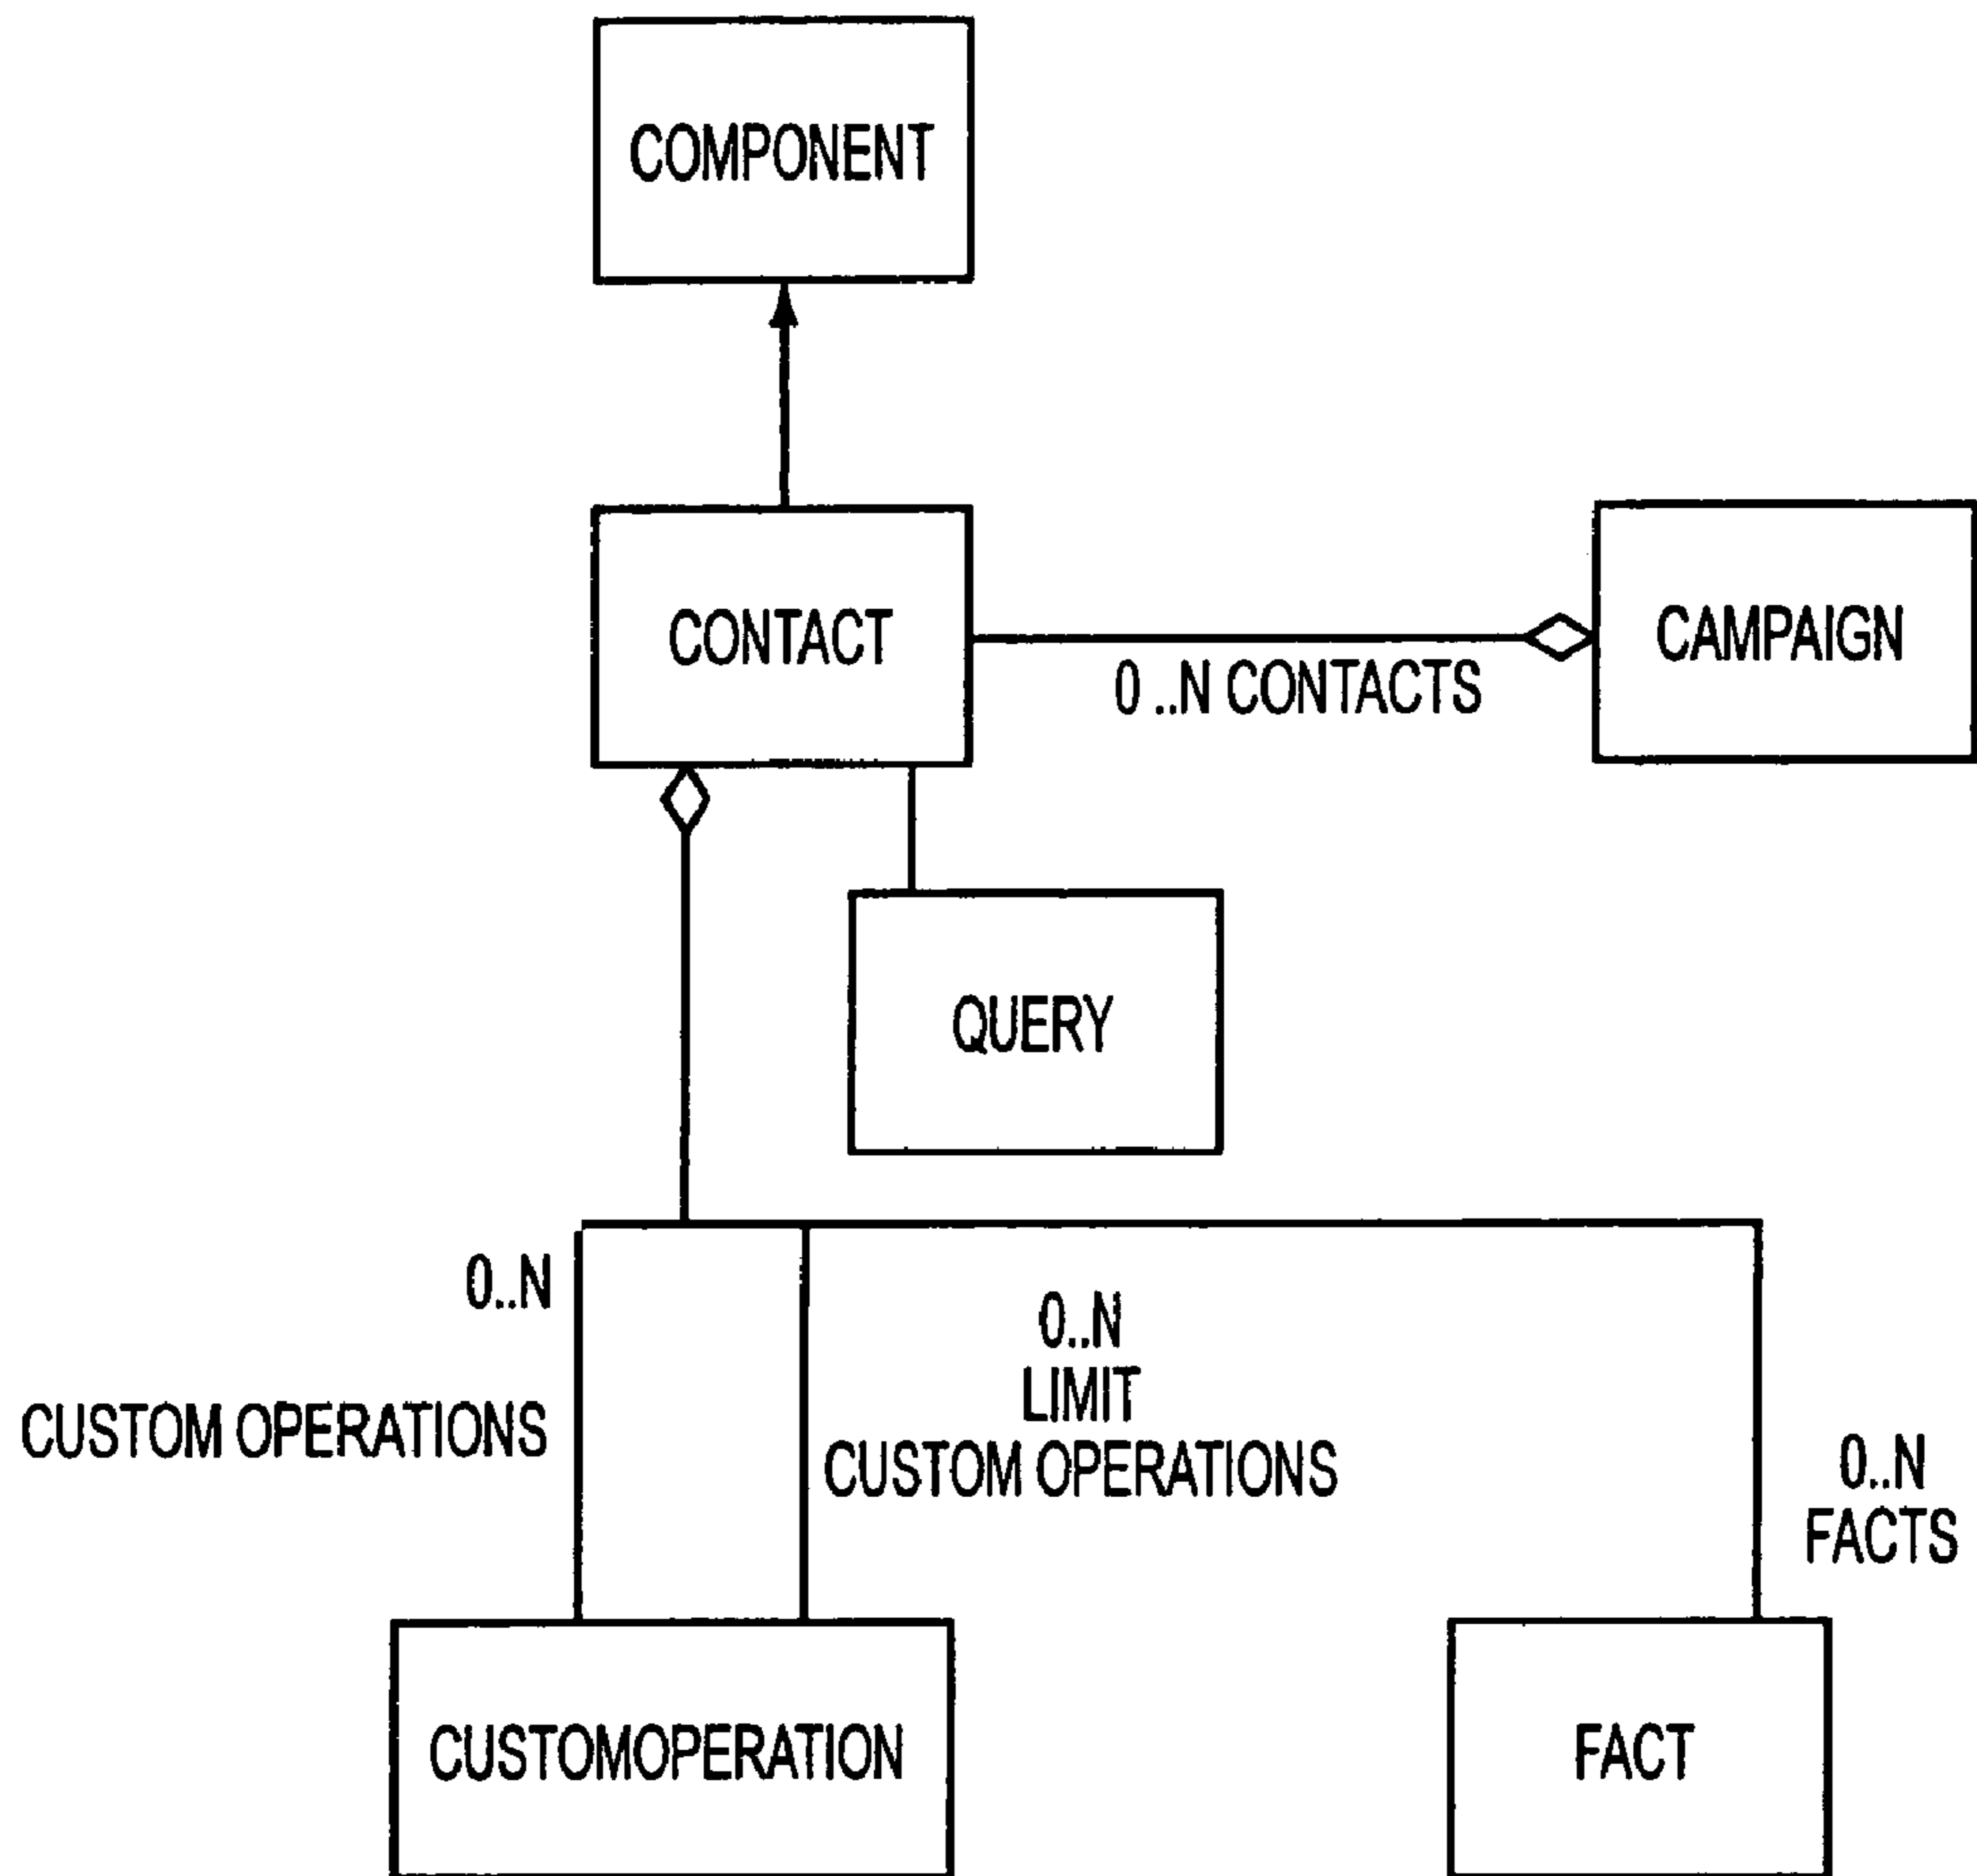 COMPONENT
CONTACT
CAMPAIGN
0 ..N CONTACTS
QUERY
0..N
CUSTOM OPERATIONS
0..N
LIMIT
CUSTOM OPERATIONS
0..N
FACTS
CUSTOMOPERATION
FACT